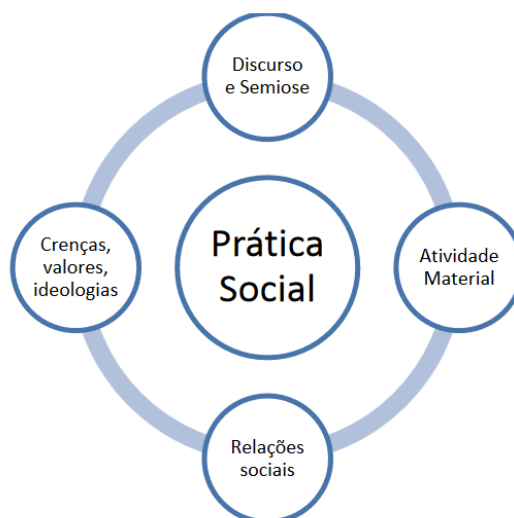 Discurso
e Semiose
Crenças,
valores,
ideologias
Prática
Social
Atividade
Material
Relações
sociais